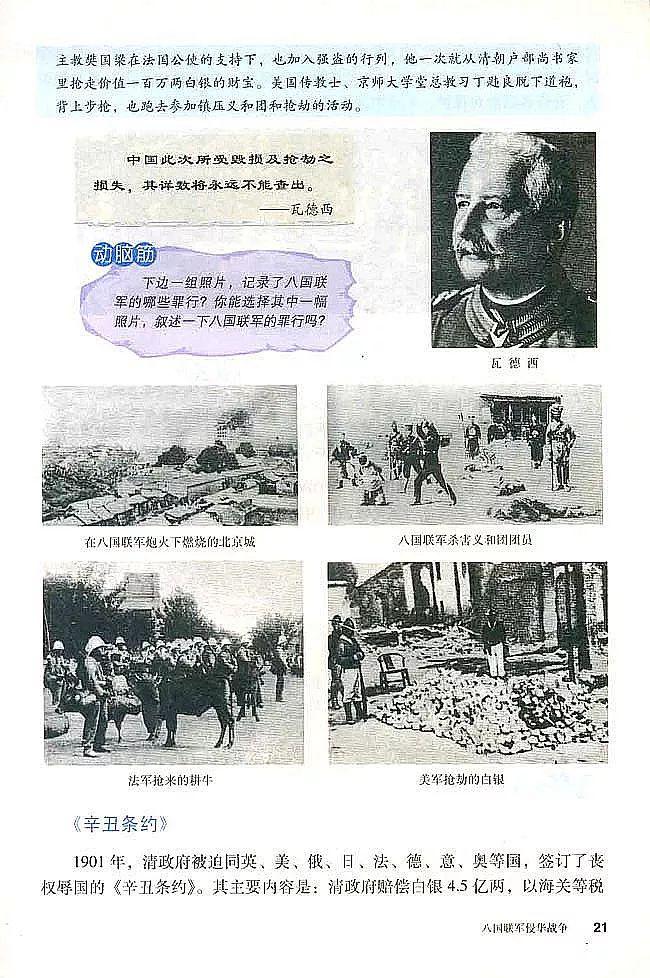 主教樊国梁在法国公使的支持下，也加入强盗的行列，他一次就从清朝户部尚书家
里抢走价值一百万两白银的财宝。美国传教士、京师大学堂总教习丁韪良脱下道袍，
背上步枪，也跑去参加镇压义和团和抢劫的活动。
中国此次所受毁损及抢劫之
损失，其详数将永远不能查出。
——瓦德西
动脑筋
下边一组照片，记录了八国联
军的哪些罪行？你能选择其中一幅
照片，叙述一下八国联军的罪行吗？
瓦德西
在八国联军炮火下燃烧的北京城
八国联军杀害义和团团员
法军抢来的耕牛
美军抢劫的白银
《辛丑条约》
1901年，清政府被迫同英、美、俄、日、法、德、意、奥等国，签订了丧
权辱国的《辛丑条约》。其主要内容是：清政府赔偿白银4.5亿两，以海关等税
八国联军侵华战争 21